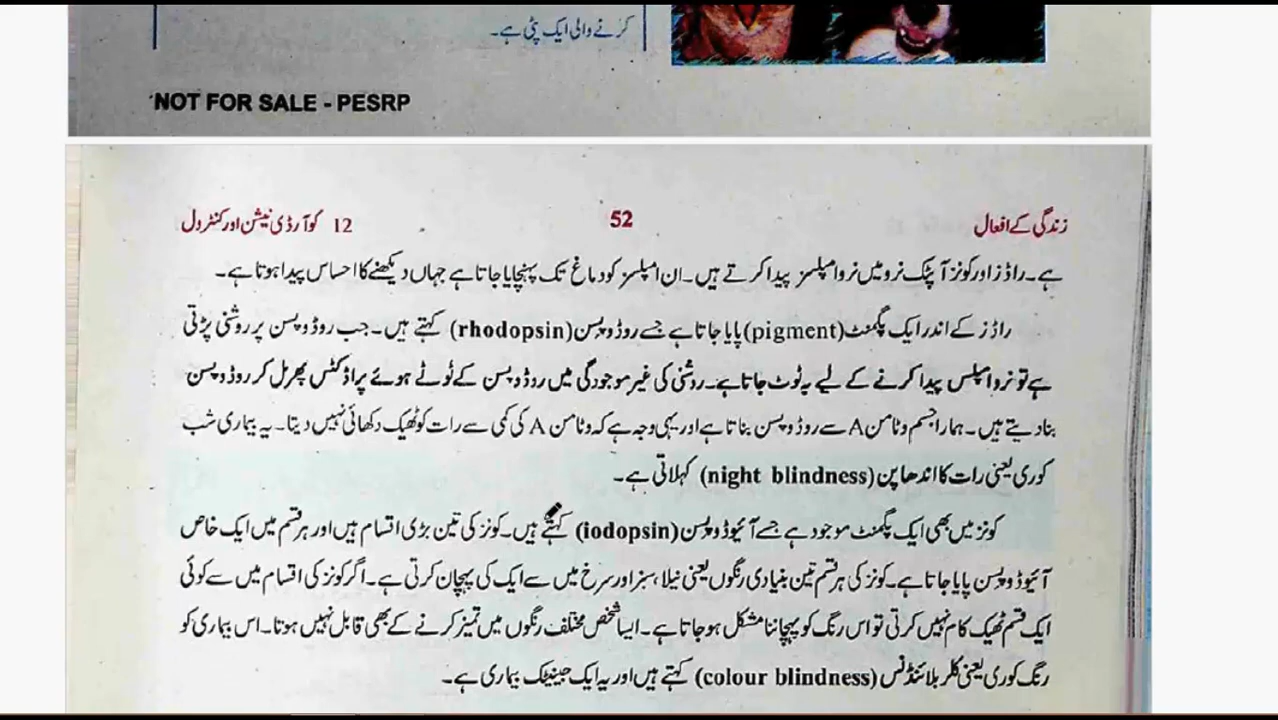 کرنے والی ایک پٹی ہے۔
NOT FOR SALE - PESRP
زندگی کے افعال 52 12 کوآرڈی نیشن اور کنٹرول
ہے۔ راڈز اور کونز آپٹک نرو میں نرو امپلسز پیدا کرتے ہیں۔ ان امپلسز کو دماغ تک پہنچایا جاتا ہے جہاں دیکھنے کا احساس پیدا ہوتا ہے۔
راڈز کے اندر ایک پگمنٹ (pigment) پایا جاتا ہے جسے روڈوپسن (rhodopsin) کہتے ہیں۔ جب روڈوپسن پر روشنی پڑتی
ہے تو نرو امپلس پیدا کرنے کے لیے یہ ٹوٹ جاتا ہے۔ روشنی کی غیر موجودگی میں روڈوپسن کے ٹوٹے ہوئے پراڈکٹس پھر مل کر روڈوپسن
بنا دیتے ہیں۔ ہمارا جسم وٹامن A سے روڈوپسن بناتا ہے اور یہی وجہ ہے کہ وٹامن A کی کمی سے رات کو ٹھیک دکھائی نہیں دیتا۔ یہ بیماری شب
کوری یعنی رات کا اندھا پن (night blindness) کہلاتی ہے۔
کونز میں بھی ایک پگمنٹ موجود ہے جسے آئیوڈوپسن (iodopsin) کہتے ہیں۔ کونز کی تین بڑی اقسام ہیں اور ہر قسم میں ایک خاص
آئیوڈوپسن پایا جاتا ہے۔ کونز کی ہر قسم تین بنیادی رنگوں یعنی نیلا، سبز اور سرخ میں سے ایک کی پہچان کرتی ہے۔ اگر کونز کی اقسام میں سے کوئی
ایک قسم ٹھیک کام نہیں کرتی تو اس رنگ کو پہچاننا مشکل ہو جاتا ہے۔ ایسا شخص مختلف رنگوں میں تمیز کرنے کے بھی قابل نہیں ہوتا۔ اس بیماری کو
رنگ کوری یعنی کلر بلائنڈنس (colour blindness) کہتے ہیں اور یہ ایک جینیٹک بیماری ہے۔